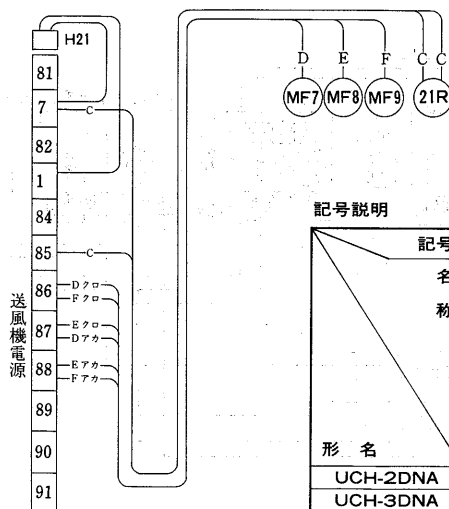 H21
81
7
C
82
1
84
85
C
86
Dクロ
Fクロ
87
Eクロ
Dアカ
88
Eアカ
Fアカ
89
90
91
送風機電源
D
E
F
C
C
MF7
MF8
MF9
21R
記号説明
記号
名
称
形 名
UCH-2DNA
UCH-3DNA